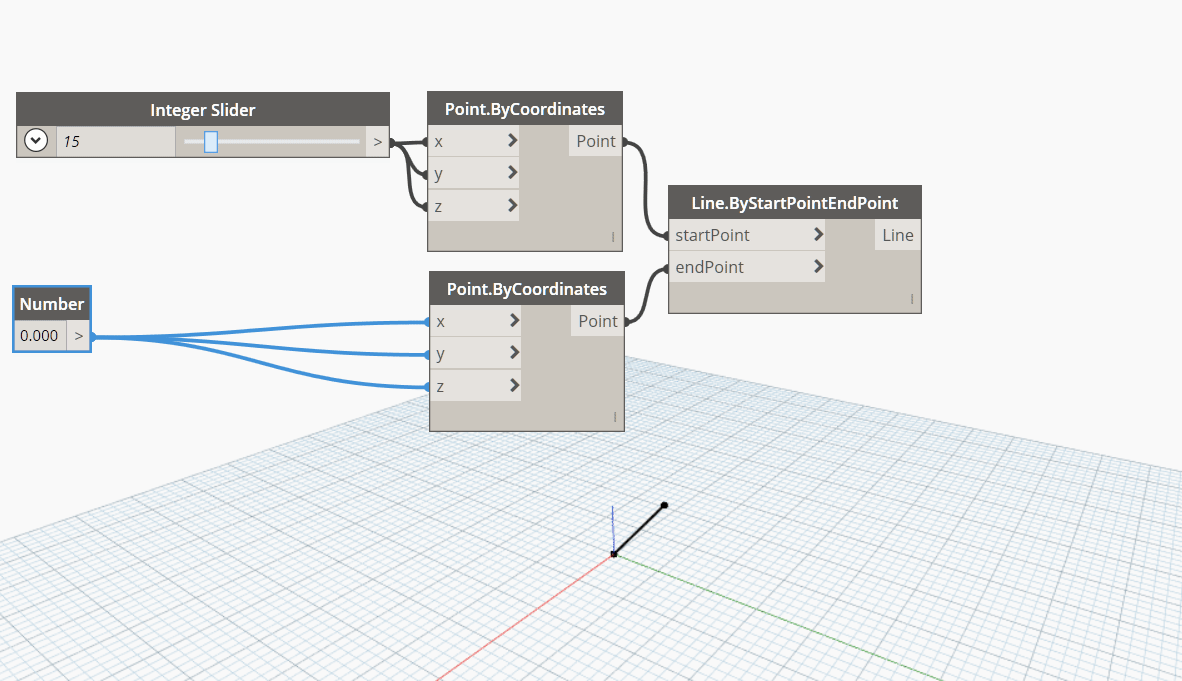 Integer Slider
15 >
Point.ByCoordinates
x > Point
y >
z >
l
Line.ByStartPointEndPoint
startPoint > Line
endPoint >
l
Number
0.000 >
Point.ByCoordinates
x > Point
y >
z >
l